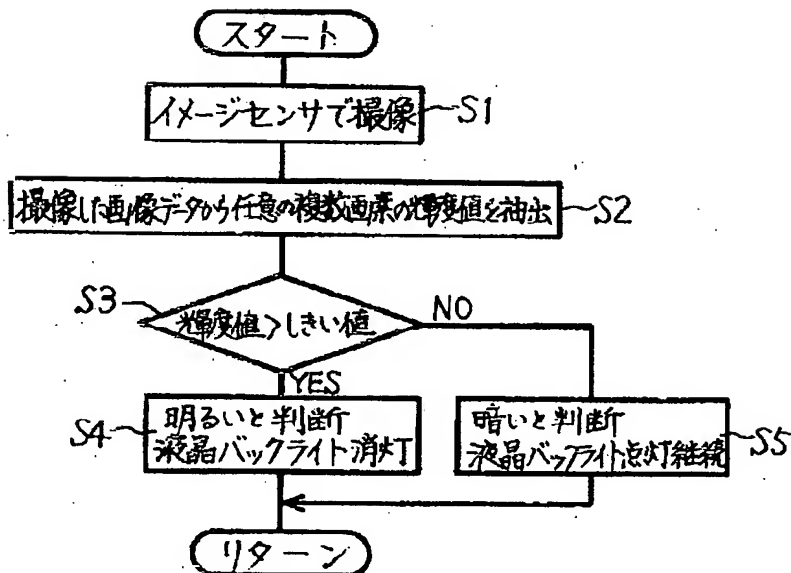 スタート
イメージセンサで撮像
S1
撮像した画像データから任意の複数画素の輝度値を抽出
S2
S3
輝度値>しきい値
NO
YES
S4
明るいと判断
液晶バックライト消灯
暗いと判断
液晶バックライト点灯継続
S5
リターン